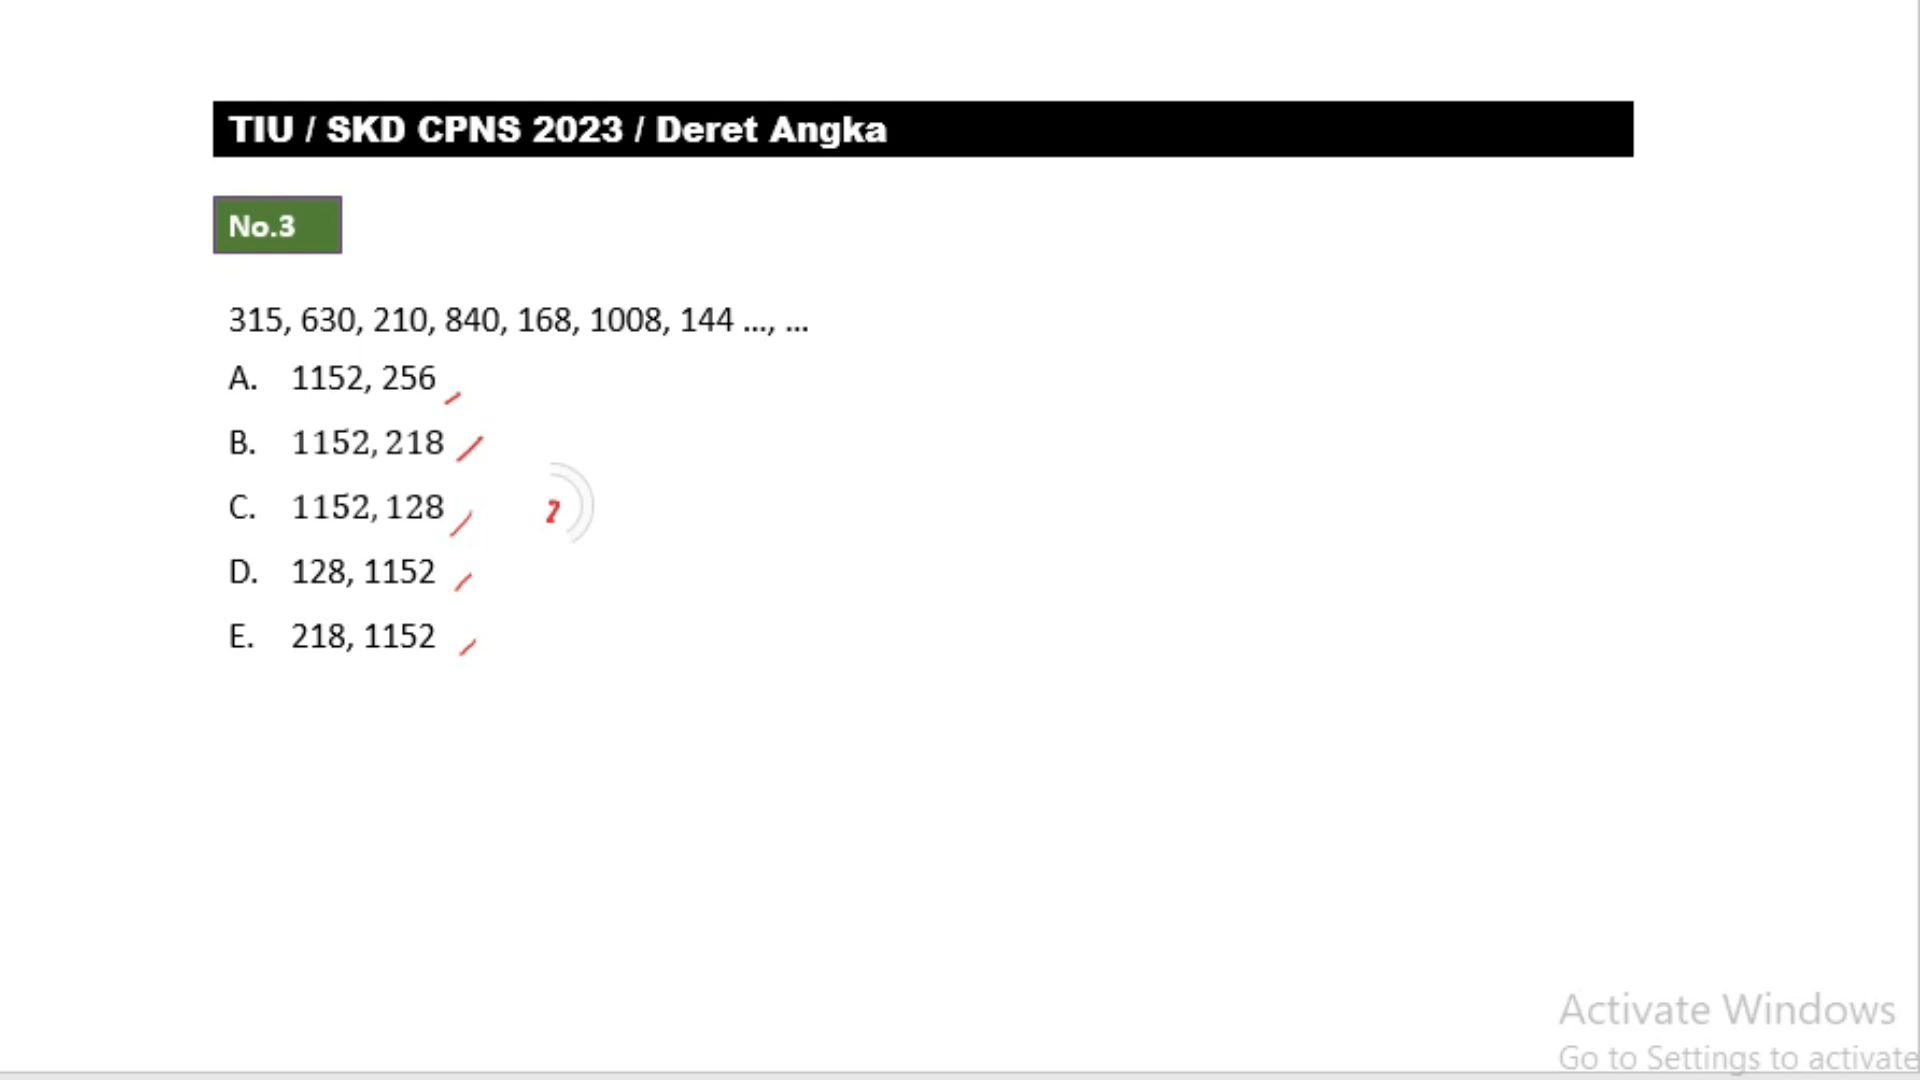 TIU / SKD CPNS 2023 / Deret Angka
No.3
315, 630, 210, 840, 168, 1008, 144 ..., ...
A. 1152, 256
B. 1152, 218
C. 1152, 128
D. 128, 1152
E. 218, 1152
Activate Windows
Go to Settings to activate